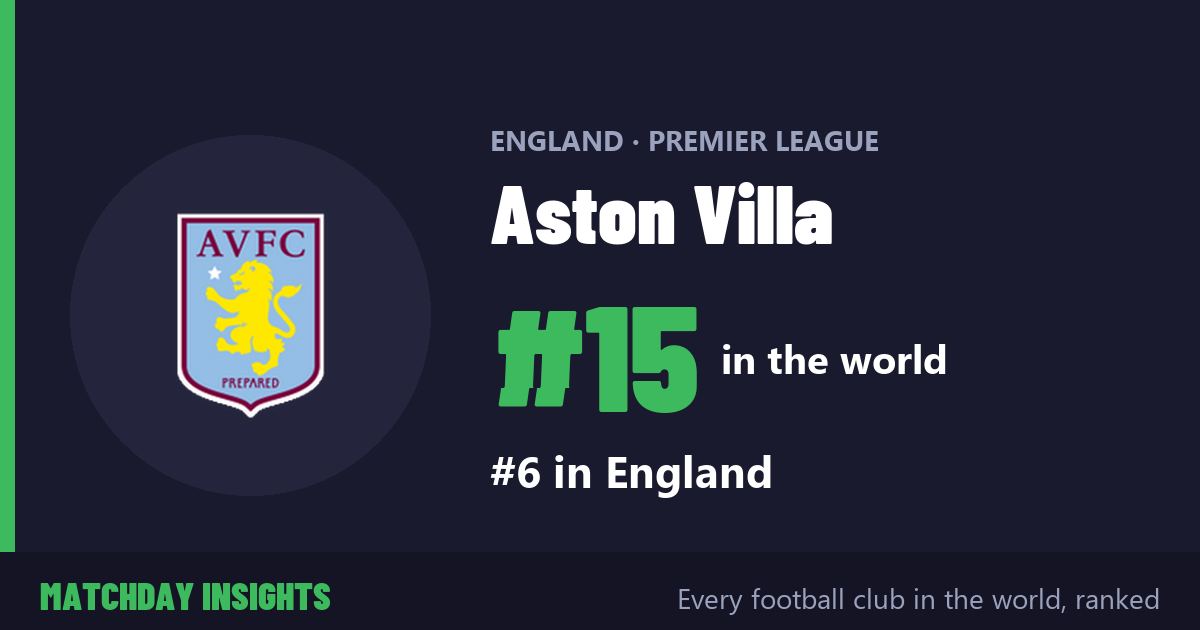 ENGLAND · PREMIER LEAGUE
Aston Villa
#15 in the world
#6 in England
AVFC
PREPARED
MATCHDAY INSIGHTS
Every football club in the world, ranked